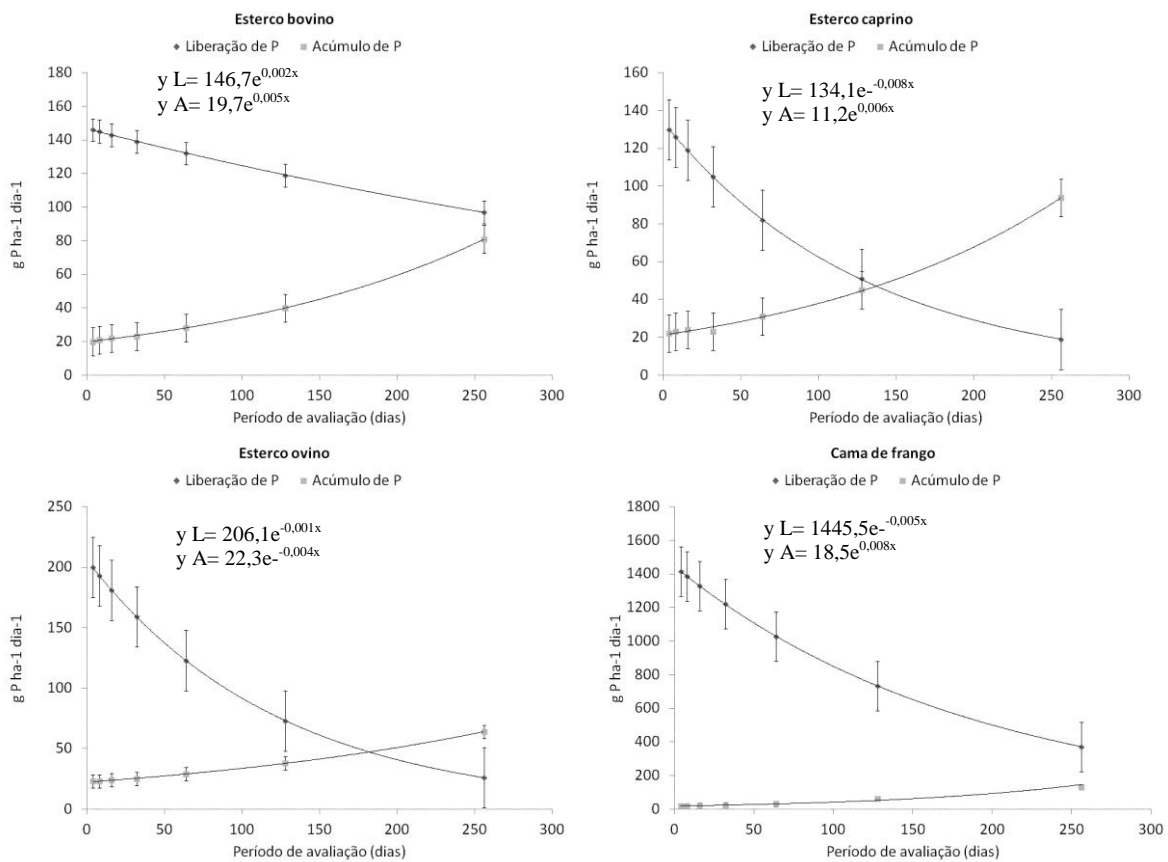 Esterco bovino
Liberação de P Acúmulo de P
y L= 146,7e^0,002x
y A= 19,7e^0,005x
g P ha-1 dia-1
180
160
140
120
100
80
60
40
20
0
0 50 100 150 200 250 300
Período de avaliação (dias)
Esterco caprino
Liberação de P Acúmulo de P
y L= 134,1e-^-0,008x
y A= 11,2e^0,006x
g P ha-1 dia-1
160
140
120
100
80
60
40
20
0
0 50 100 150 200 250 300
Período de avaliação (dias)
Esterco ovino
Liberação de P Acúmulo de P
y L= 206,1e^-0,001x
y A= 22,3e-^-0,004x
g P ha-1 dia-1
250
200
150
100
50
0
0 50 100 150 200 250 300
Período de avaliação (dias)
Cama de frango
Liberação de P Acúmulo de P
y L= 1445,5e-^-0,005x
y A= 18,5e^0,008x
g P ha-1 dia-1
1800
1600
1400
1200
1000
800
600
400
200
0
0 50 100 150 200 250 300
Período de avaliação (dias)